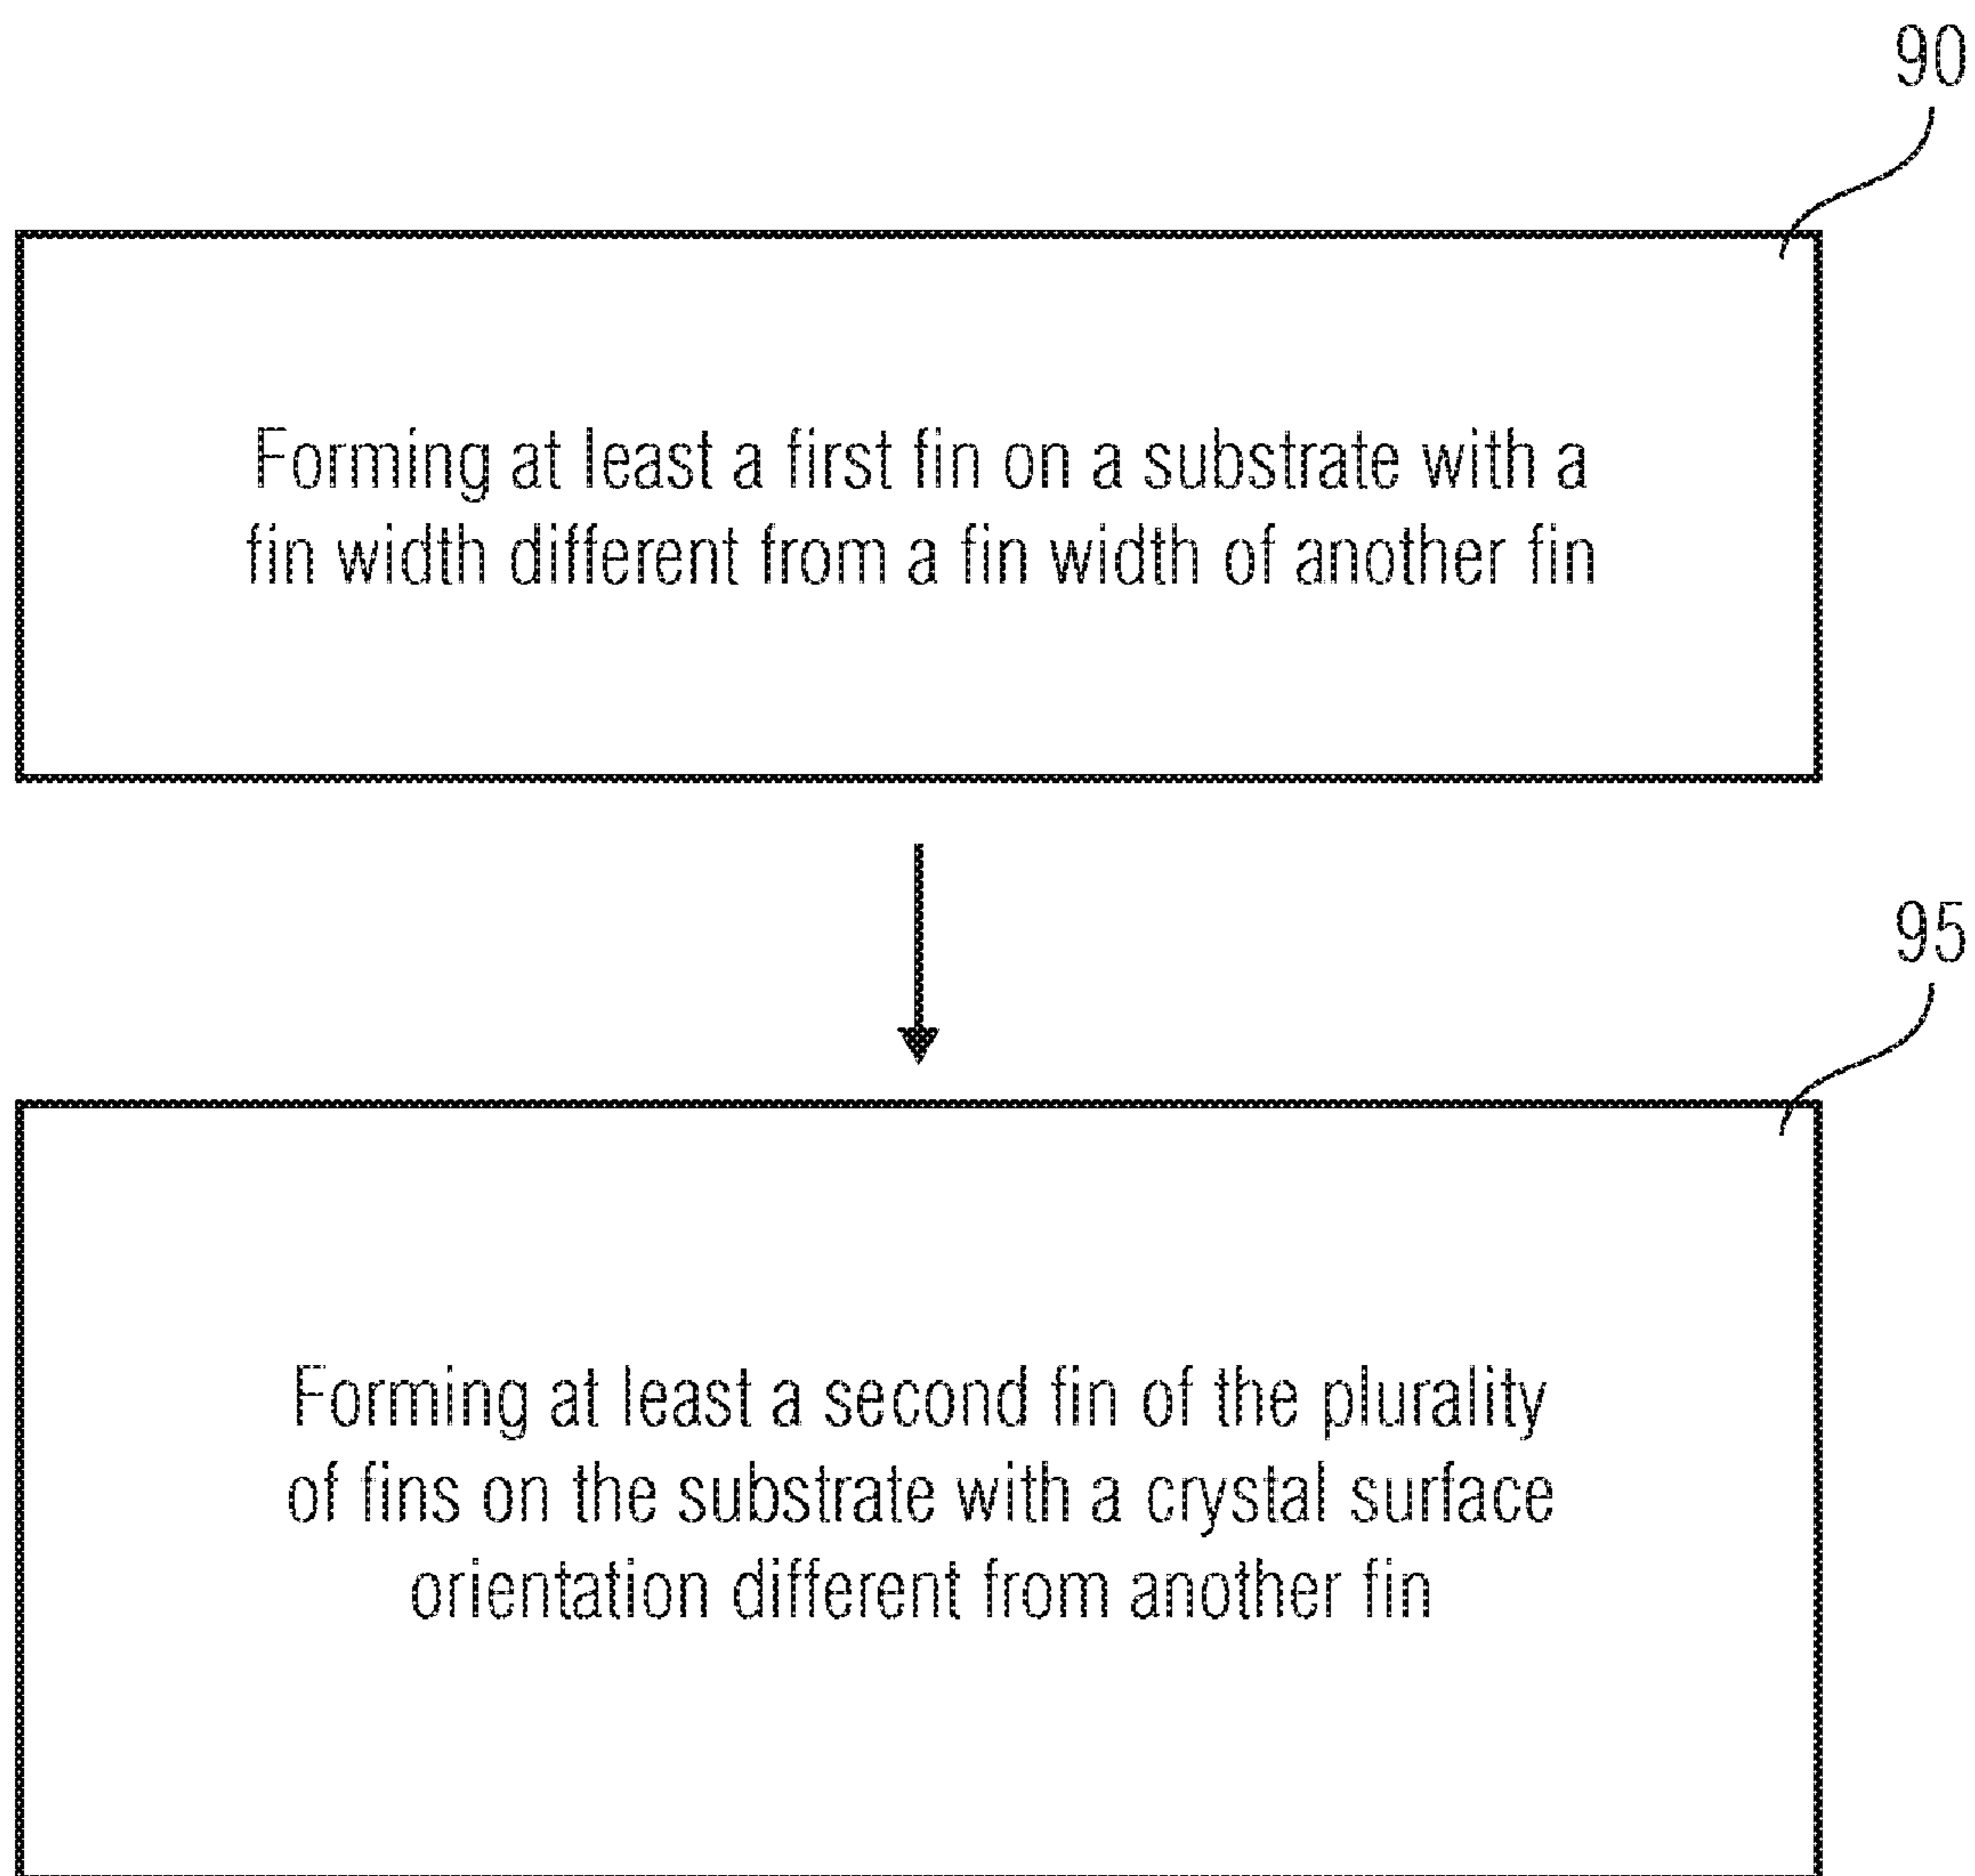 90
Forming at least a first fin on a substrate with a
fin width different from a fin width of another fin
95
Forming at least a second fin of the plurality
of fins on the substrate with a crystal surface
orientation different from another fin